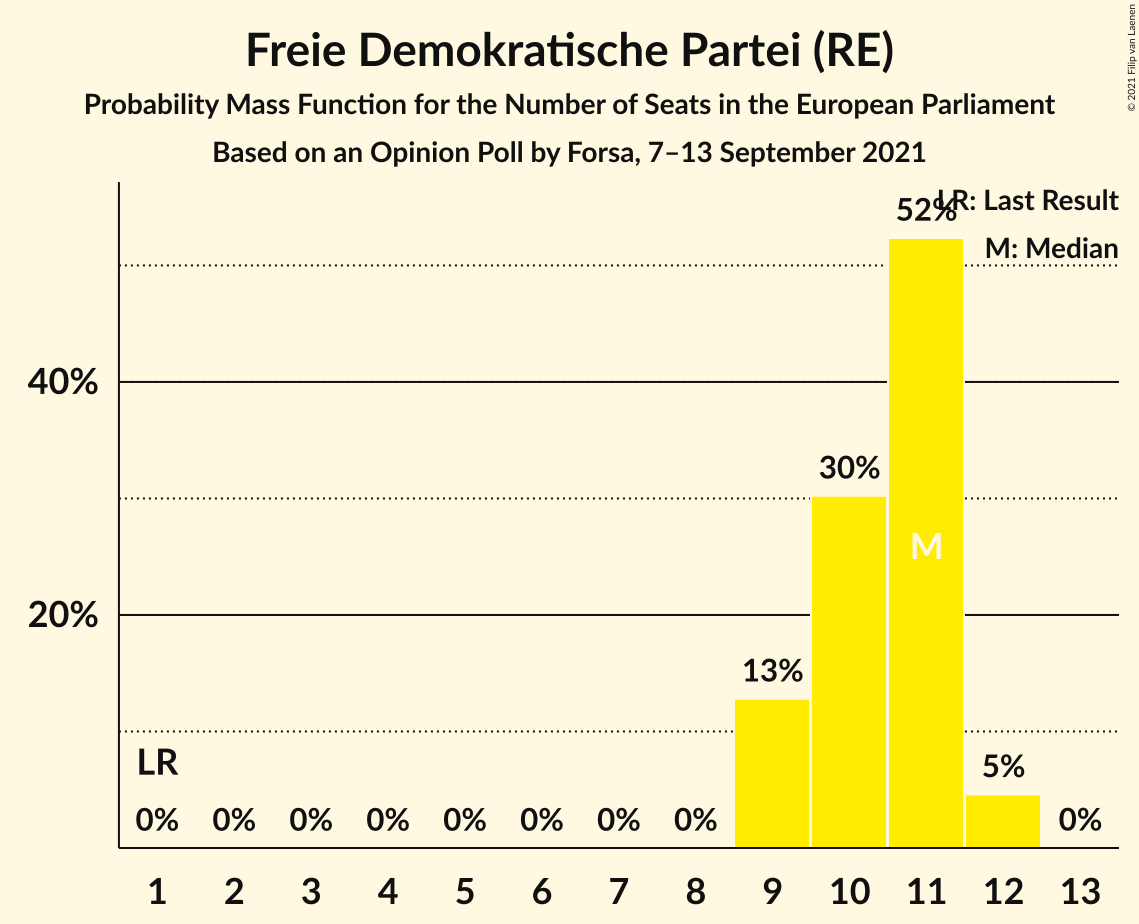 Freie Demokratische Partei (RE)
Probability Mass Function for the Number of Seats in the European Parliament
Based on an Opinion Poll by Forsa, 7–13 September 2021
© 2021 Filip van Laenen
LR: Last Result
M: Median
52%
40%
30%
M
20%
13%
LR
5%
0% 0% 0% 0% 0% 0% 0% 0% 0%
1 2 3 4 5 6 7 8 9 10 11 12 13